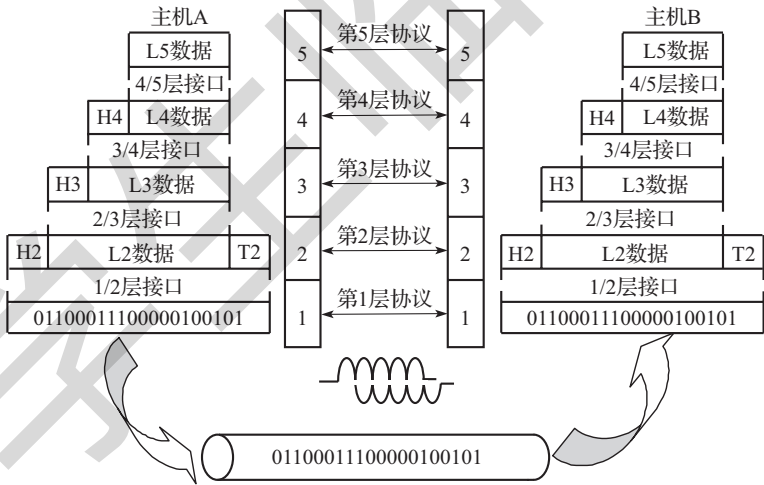 主机A
主机B
L5数据
5
第5层协议
5
L5数据
4/5层接口
4/5层接口
H4 L4数据
4
第4层协议
4
H4 L4数据
3/4层接口
3/4层接口
H3 L3数据
3
第3层协议
3
H3 L3数据
2/3层接口
2/3层接口
H2 L2数据 T2
2
第2层协议
2
H2 L2数据 T2
1/2层接口
1/2层接口
01100011100000100101
1
第1层协议
1
01100011100000100101
01100011100000100101
学生临